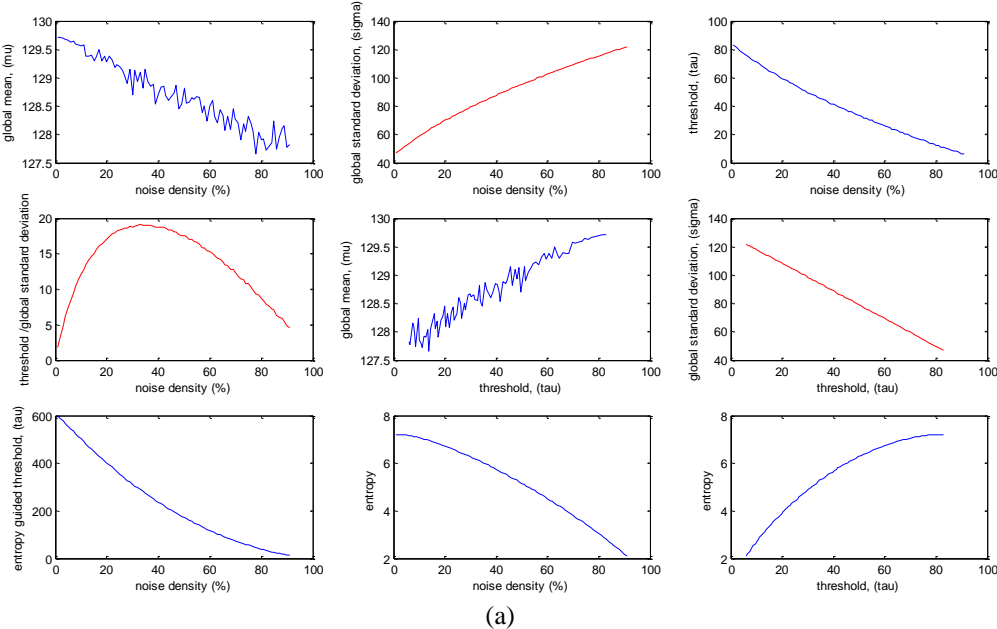 130
129.5
129
128.5
128
127.5
global mean, (mu)
0 20 40 60 80 100
noise density (%)
140
120
100
80
60
40
global standard deviation, (sigma)
0 20 40 60 80 100
noise density (%)
100
80
60
40
20
0
threshold, (tau)
0 20 40 60 80 100
noise density (%)
20
15
10
5
0
threshold /global standard deviation
0 20 40 60 80 100
noise density (%)
130
129.5
129
128.5
128
127.5
global mean, (mu)
0 20 40 60 80 100
threshold, (tau)
140
120
100
80
60
40
global standard deviation, (sigma)
0 20 40 60 80 100
threshold, (tau)
600
400
200
0
entropy guided threshold, (tau)
0 20 40 60 80 100
noise density (%)
8
6
4
2
entropy
0 20 40 60 80 100
noise density (%)
8
6
4
2
entropy
0 20 40 60 80 100
threshold, (tau)
(a)